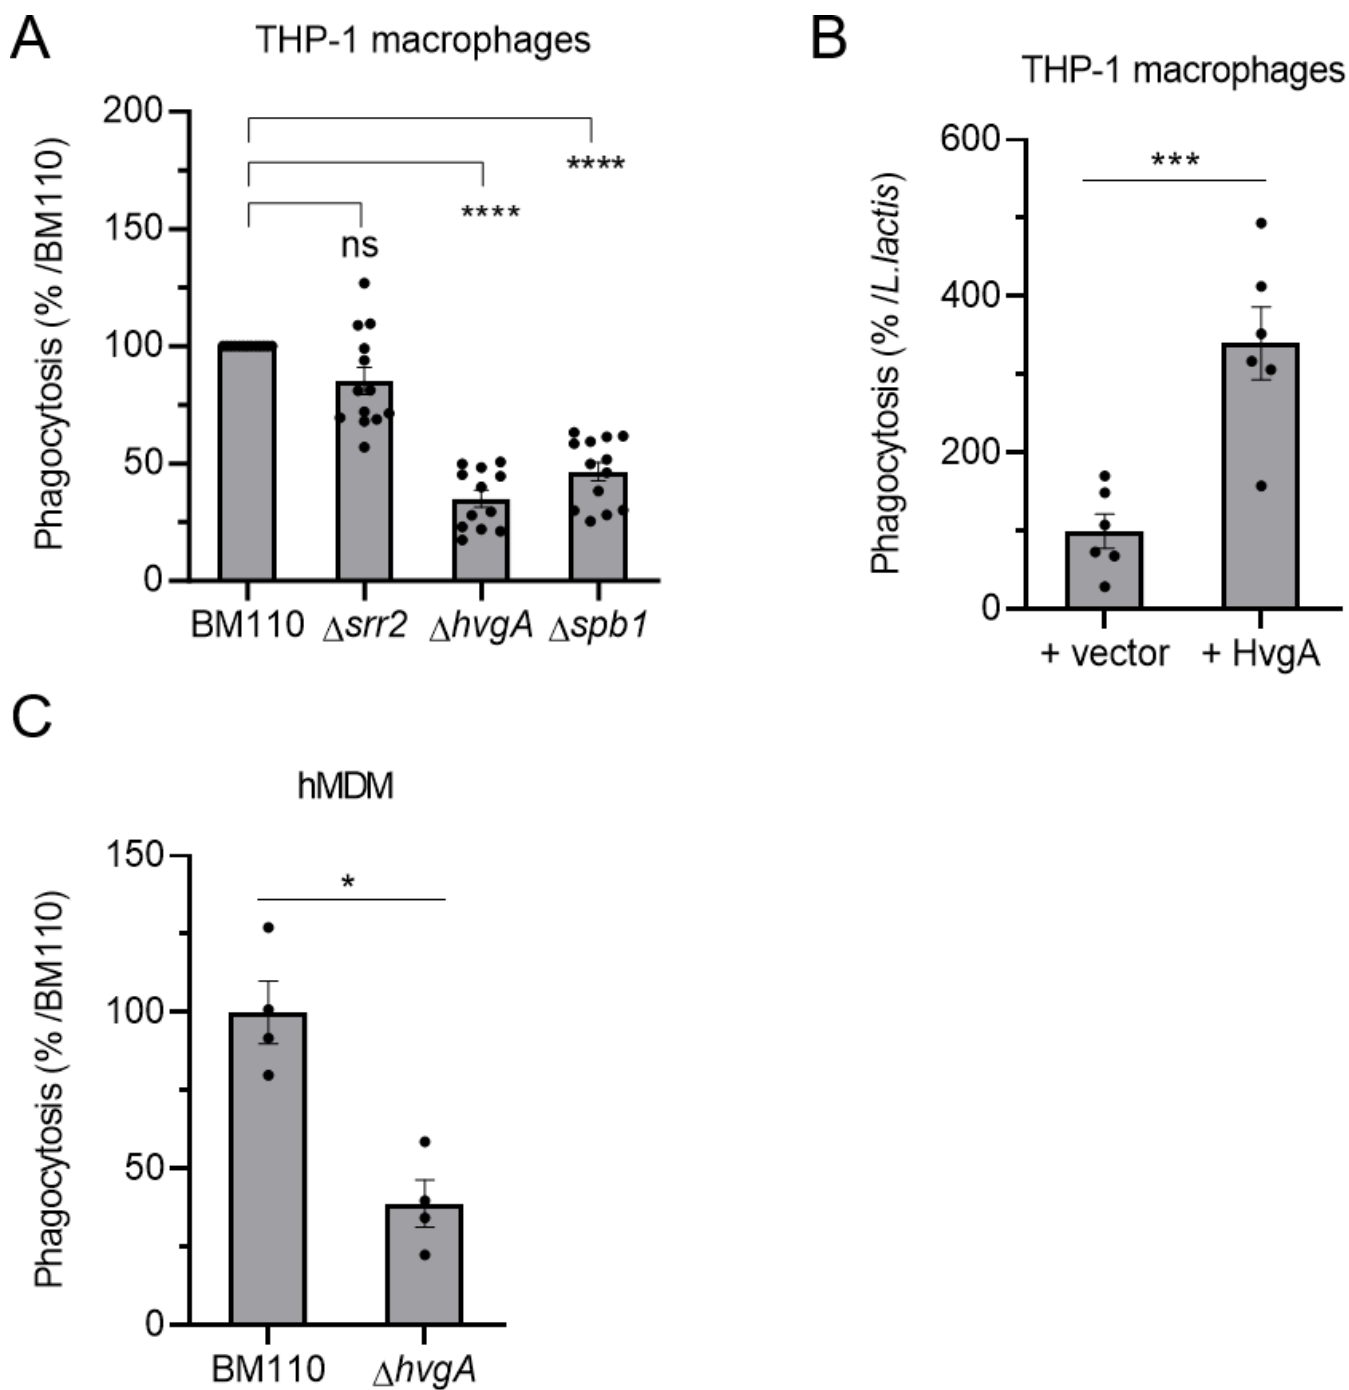 A
THP-1 macrophages
Phagocytosis (% /BM110)
200
150
100
50
0
****
****
ns
BM110 Δsrr2 ΔhvgA Δspb1
B
THP-1 macrophages
Phagocytosis (% /L.lactis)
600
400
200
0
***
+ vector + HvgA
C
hMDM
Phagocytosis (% /BM110)
150
100
50
0
*
BM110 ΔhvgA